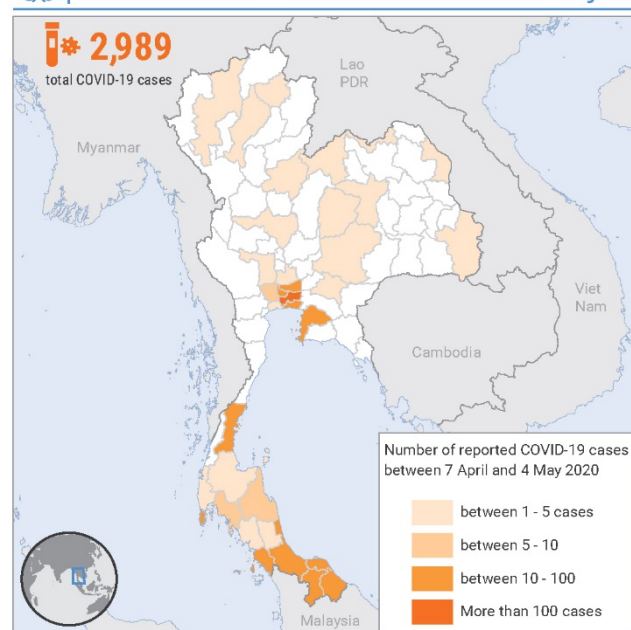 2,989
total COVID-19 cases
Lao
PDR
Myanmar
Viet
Nam
Cambodia
Number of reported COVID-19 cases
between 7 April and 4 May 2020
between 1 - 5 cases
between 5 - 10
between 10 - 100
More than 100 cases
Malaysia